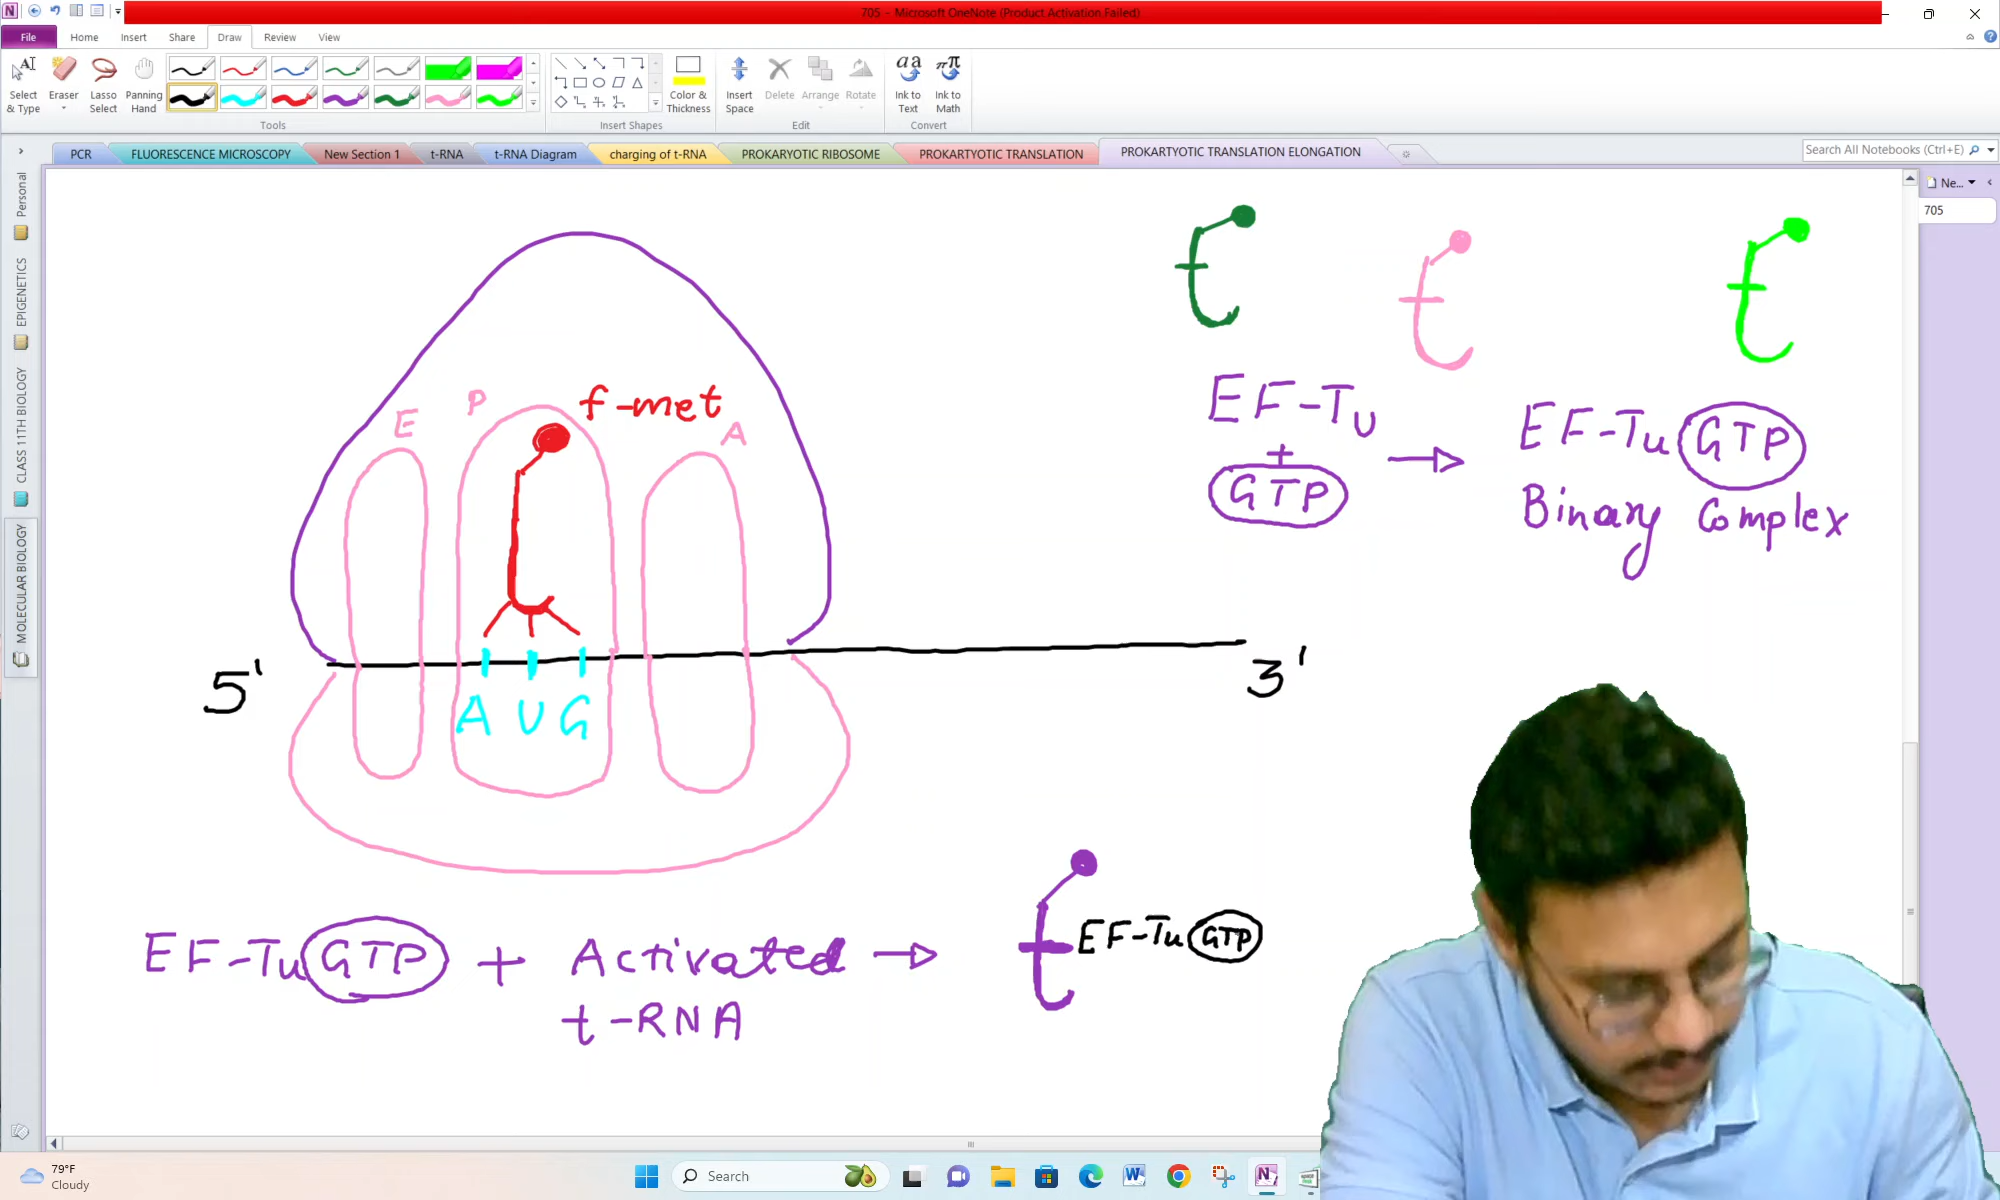 705 - Microsoft OneNote (Product Activation Failed)
File Home Insert Share Draw Review View
Select & Type
Eraser
Lasso Select
Panning Hand
Color & Thickness
Insert Space
Delete
Arrange
Rotate
Ink to Text
Ink to Math
Tools
Insert Shapes
Edit
Convert
PCR
FLUORESCENCE MICROSCOPY
New Section 1
t-RNA
t-RNA Diagram
charging of t-RNA
PROKARYOTIC RIBOSOME
PROKARTYOTIC TRANSLATION
PROKARTYOTIC TRANSLATION ELONGATION
Search All Notebooks (Ctrl+E)
Ne...
705
Personal
EPIGENETICS
CLASS 11TH BIOLOGY
MOLECULAR BIOLOGY
E P A
f-met
5'
3'
A U G
EF-Tu
+
GTP
EF-Tu GTP
Binary Complex
EF-Tu GTP + Activated
t-RNA
EF-Tu GTP
79°F
Cloudy
Search